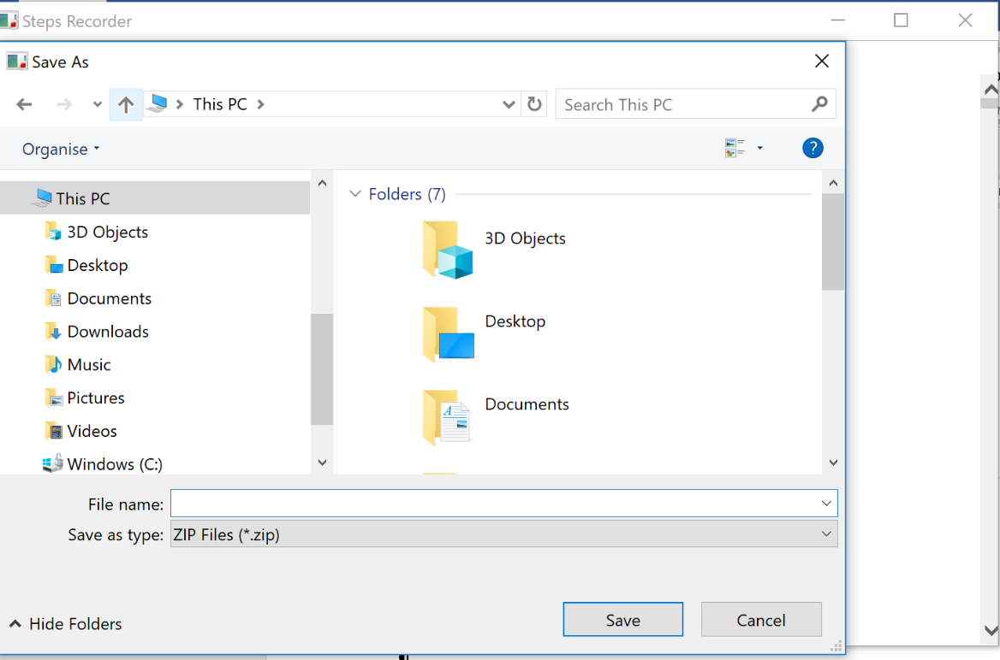 Steps Recorder
Save As
This PC
Search This PC
Organise
?
This PC
3D Objects
Desktop
Documents
Downloads
Music
Pictures
Videos
Windows (C:)
Folders (7)
3D Objects
Desktop
Documents
File name:
Save as type: ZIP Files (*.zip)
Hide Folders
Save Cancel